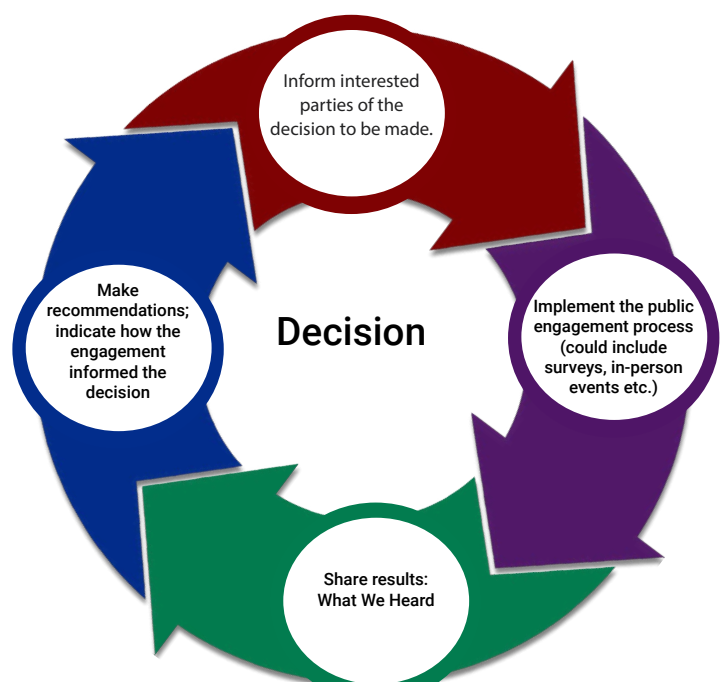 Inform interested
parties of the
decision to be made.
Implement the public
engagement process
(could include
surveys, in-person
events etc.)
Share results:
What We Heard
Make
recommendations;
indicate how the
engagement
informed the
decision
Decision